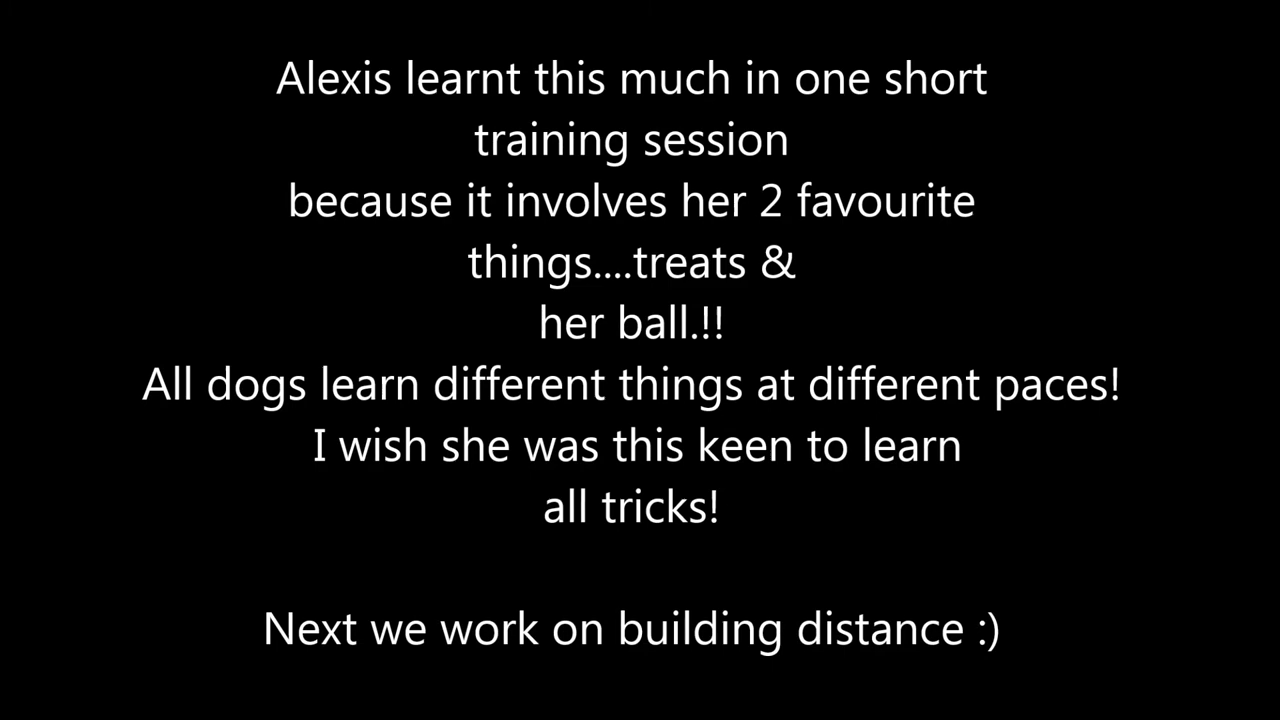 Alexis learnt this much in one short
training session
because it involves her 2 favourite
things....treats &
her ball.!!
All dogs learn different things at different paces!
I wish she was this keen to learn
all tricks!
Next we work on building distance :)